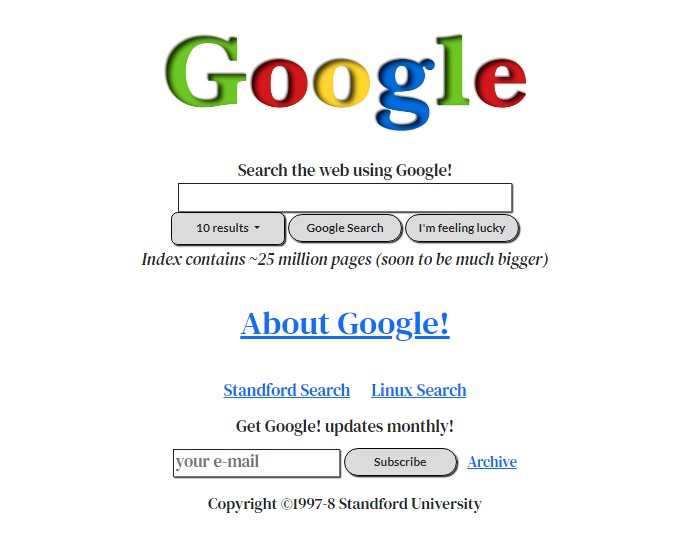 Google
Search the web using Google!
10 results Google Search I'm feeling lucky
Index contains ~25 million pages (soon to be much bigger)
About Google!
Standford Search Linux Search
Get Google! updates monthly!
your e-mail Subscribe Archive
Copyright ©1997-8 Standford University